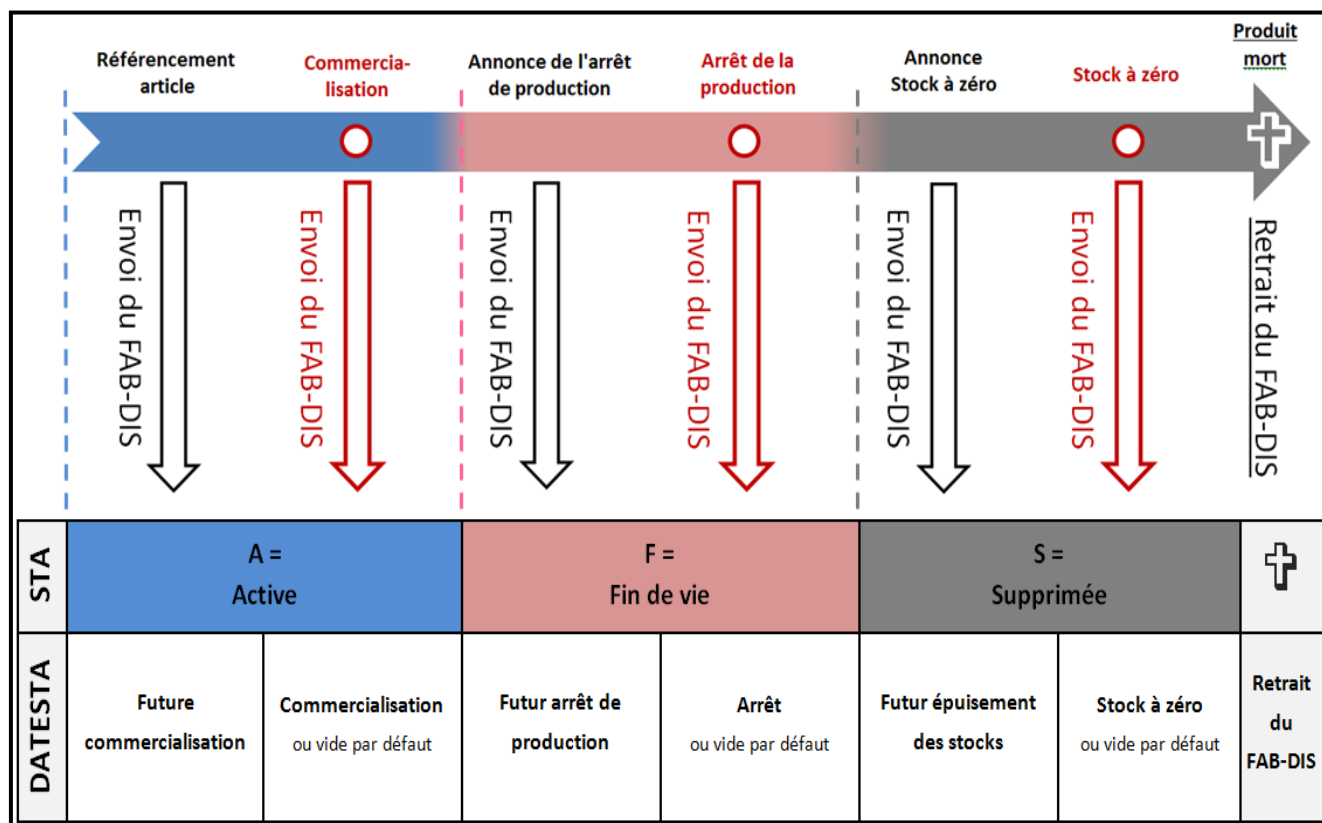 Référencement
article
Commercia-
lisation
Annonce de l'arrêt
de production
Arrêt de la
production
Annonce
Stock à zéro
Stock à zéro
Produit
mort
Envoi du FAB-DIS
Envoi du FAB-DIS
Envoi du FAB-DIS
Envoi du FAB-DIS
Envoi du FAB-DIS
Envoi du FAB-DIS
Retrait du FAB-DIS
STA
A =
Active
F =
Fin de vie
S =
Supprimée
DATESTA
Future
commercialisation
Commercialisation
ou vide par défaut
Futur arrêt de
production
Arrêt
ou vide par défaut
Futur épuisement
des stocks
Stock à zéro
ou vide par défaut
Retrait
du
FAB-DIS